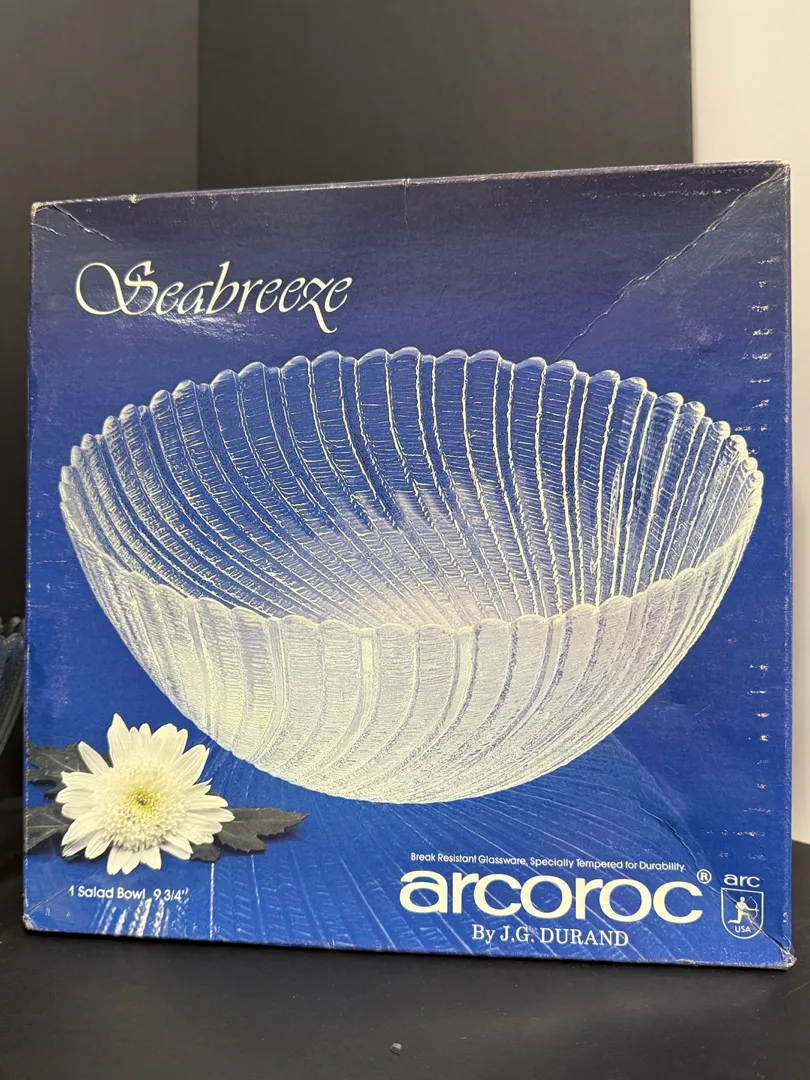 Seabreeze
Break Resistant Glassware, Specially Tempered for Durability.
arcoroc®
By J.G. DURAND
arc
USA
1 Salad Bowl 9 3/4"